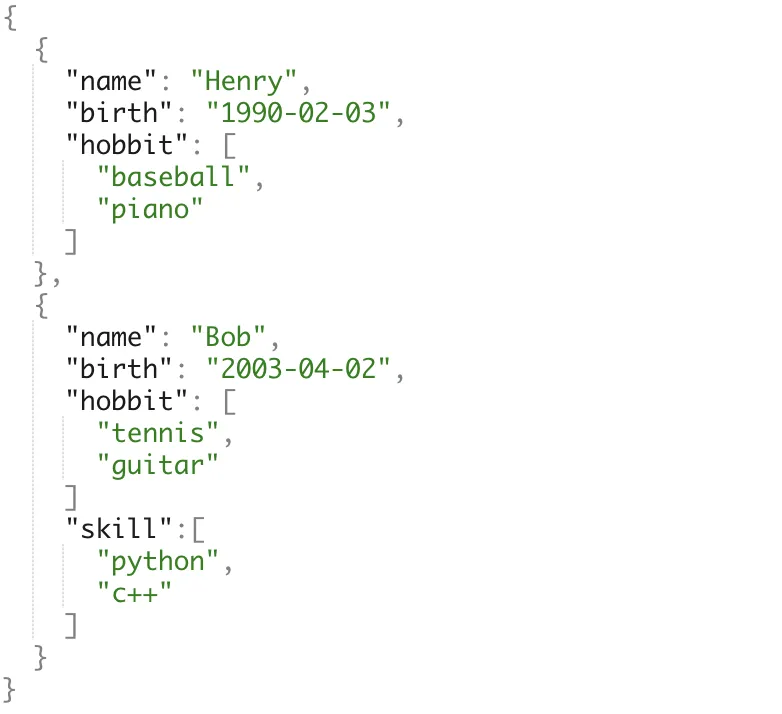 {
  {
    "name": "Henry",
    "birth": "1990-02-03",
    "hobbit": [
      "baseball",
      "piano"
    ]
  },
  {
    "name": "Bob",
    "birth": "2003-04-02",
    "hobbit": [
      "tennis",
      "guitar"
    ]
    "skill":[
      "python",
      "c++"
    ]
  }
}